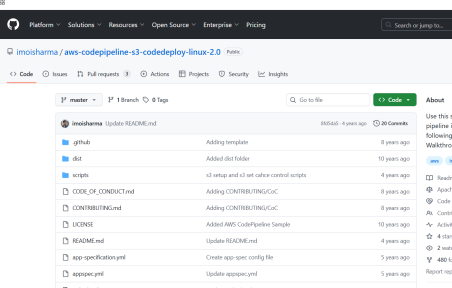 Platform Solutions Resources Open Source Enterprise Pricing Search or jump to...
imoisharma / aws-codepipeline-s3-codedeploy-linux-2.0 Public
Code Issues Pull requests 3 Actions Projects Security Insights
master 1 Branch 0 Tags Go to file Code About
imoisharma Update README.md 4 years ago 20 Commits
.github Adding template 8 years ago
dist Added dist folder 10 years ago
scripts s3 setup and s3 set cahce control scripts 4 years ago
CODE_OF_CONDUCT.md Adding CONTRIBUTING/CoC 8 years ago
CONTRIBUTING.md Adding CONTRIBUTING/CoC 8 years ago
LICENSE Added AWS CodePipeline Sample 10 years ago
README.md Update README.md 4 years ago
app-specification.yml Create app-spec config file 5 years ago
appspec.yml Update appspec.yml 5 years ago
Use this s
pipeline i
following
Walkthro
aws
Readm
Apach
Code
Contri
Activit
4 star
2 watc
480 fo
Report rep